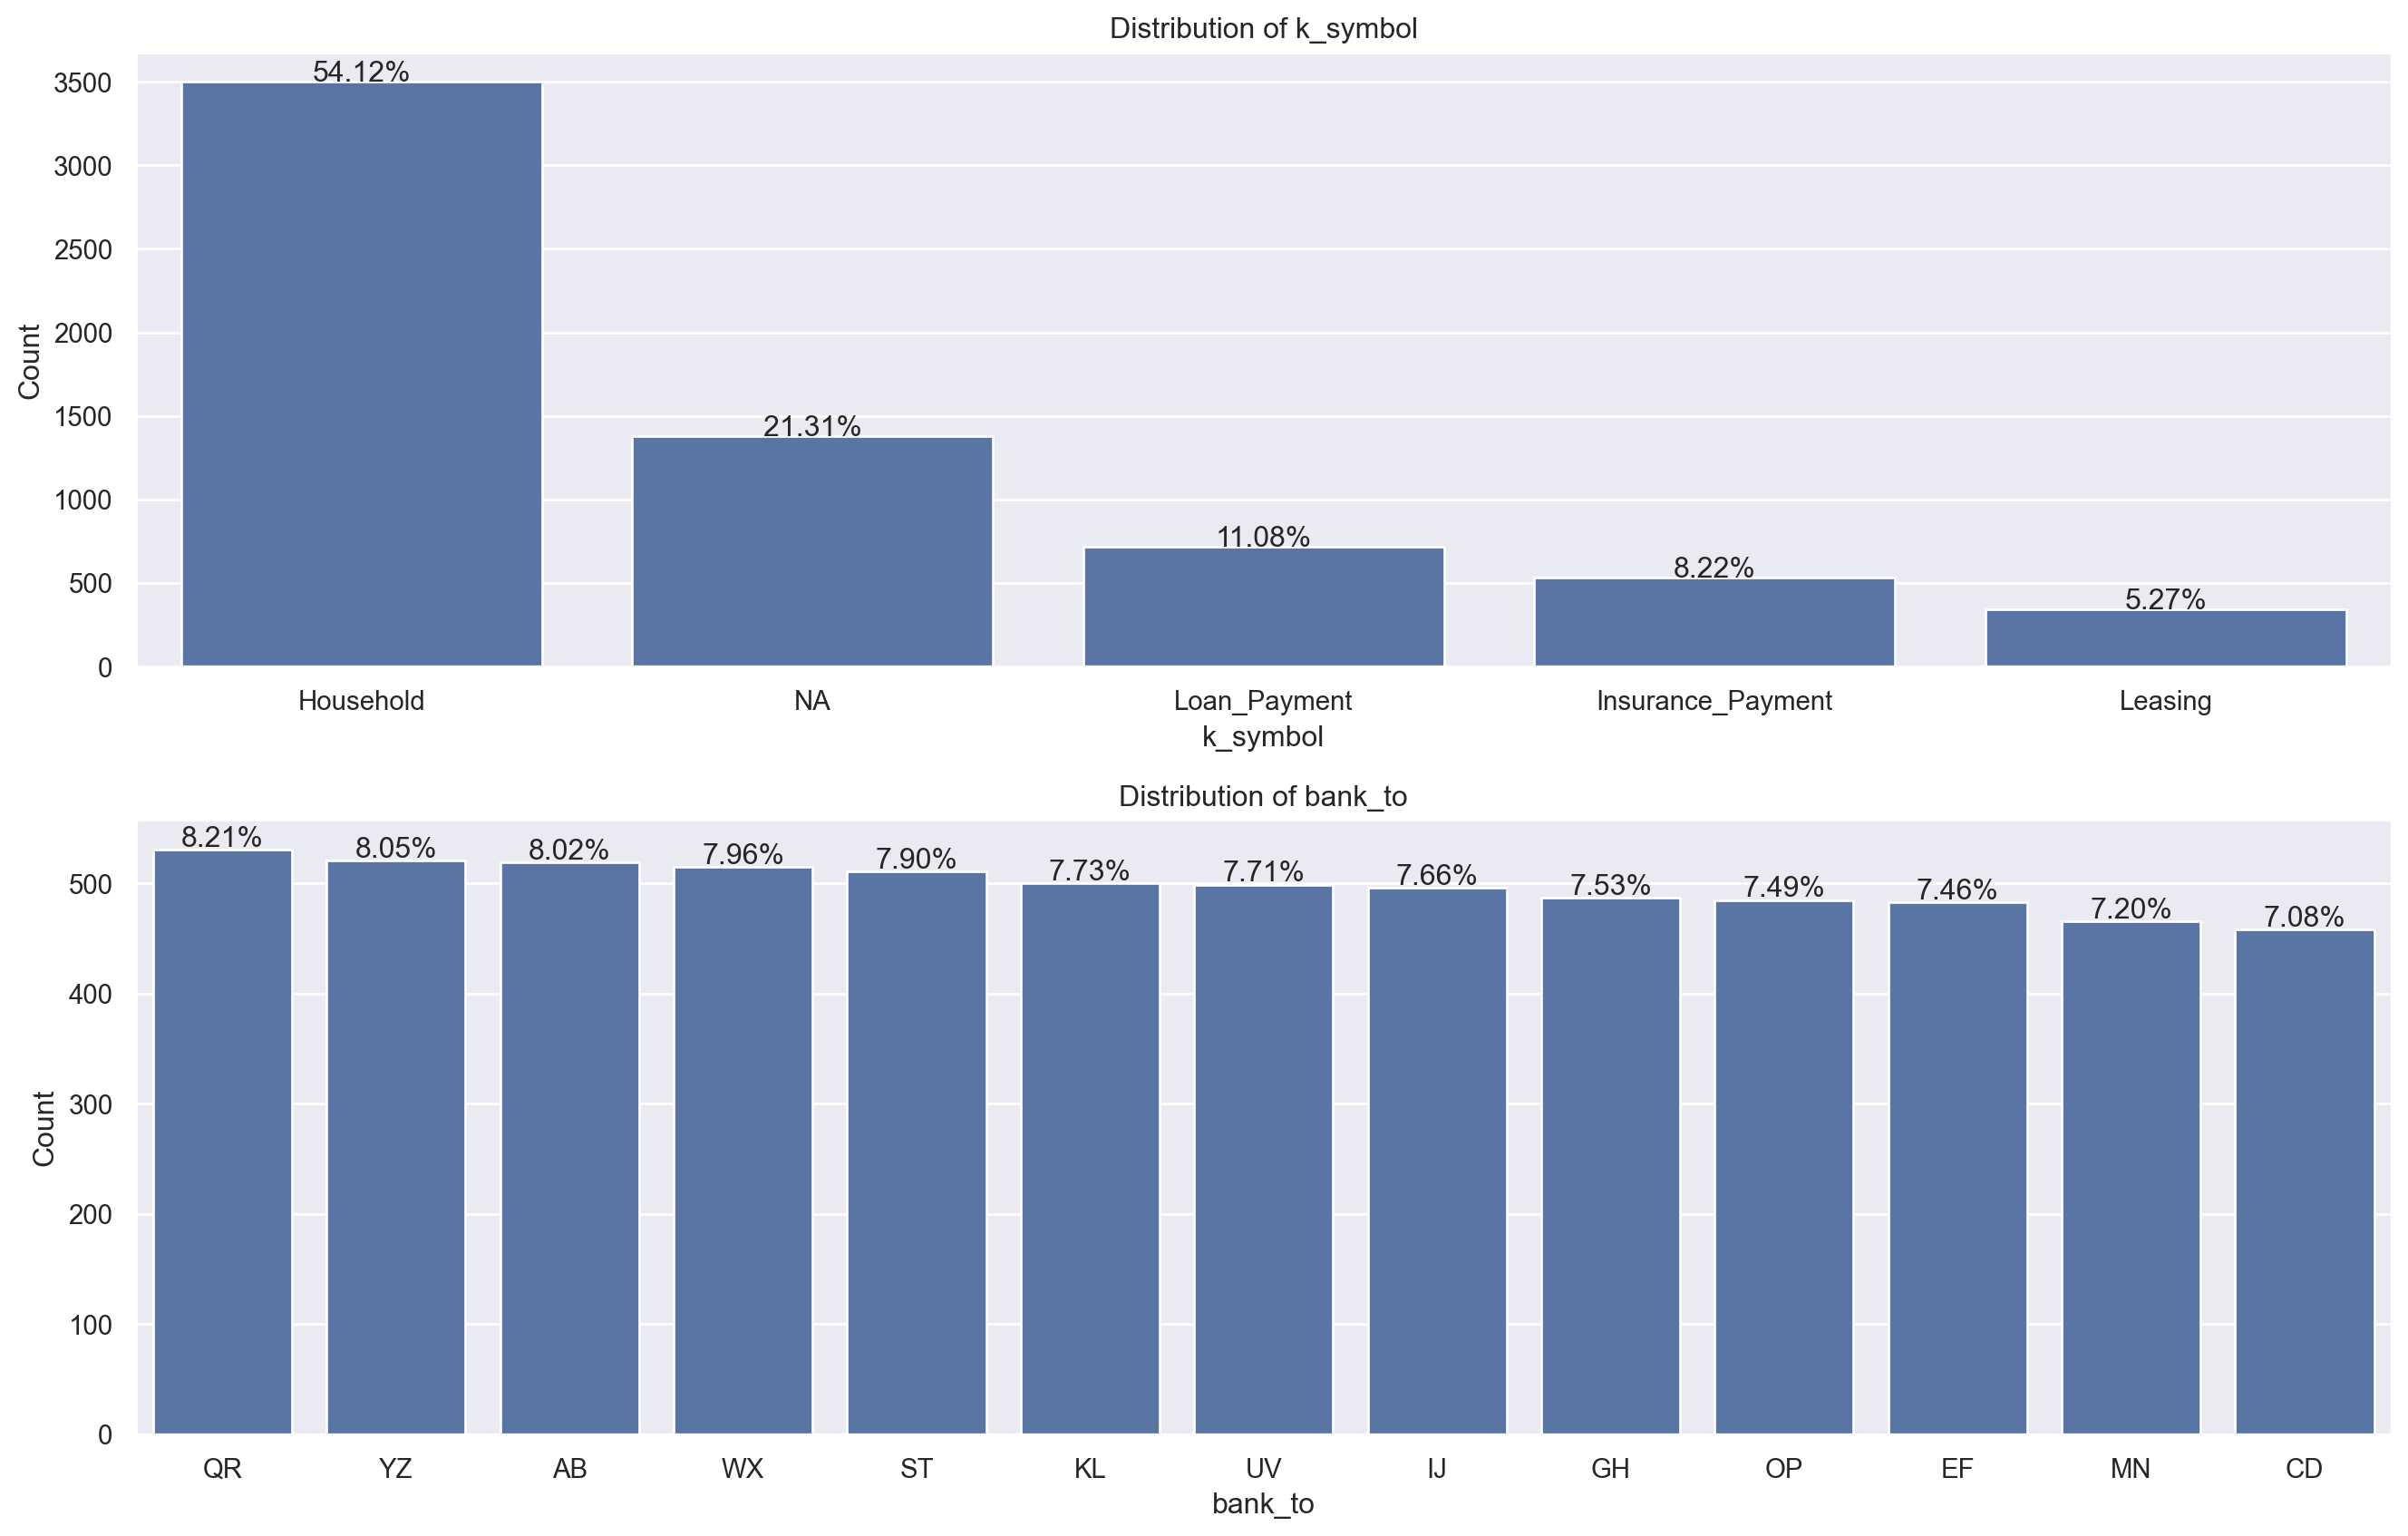 Distribution of k_symbol
54.12%
3500
3000
2500
2000
1500
1000
500
0
Count
21.31%
11.08%
8.22%
5.27%
Household NA Loan_Payment Insurance_Payment Leasing
k_symbol
Distribution of bank_to
8.21% 8.05% 8.02% 7.96% 7.90% 7.73% 7.71% 7.66% 7.53% 7.49% 7.46% 7.20% 7.08%
500
400
300
200
100
0
Count
QR YZ AB WX ST KL UV IJ GH OP EF MN CD
bank_to